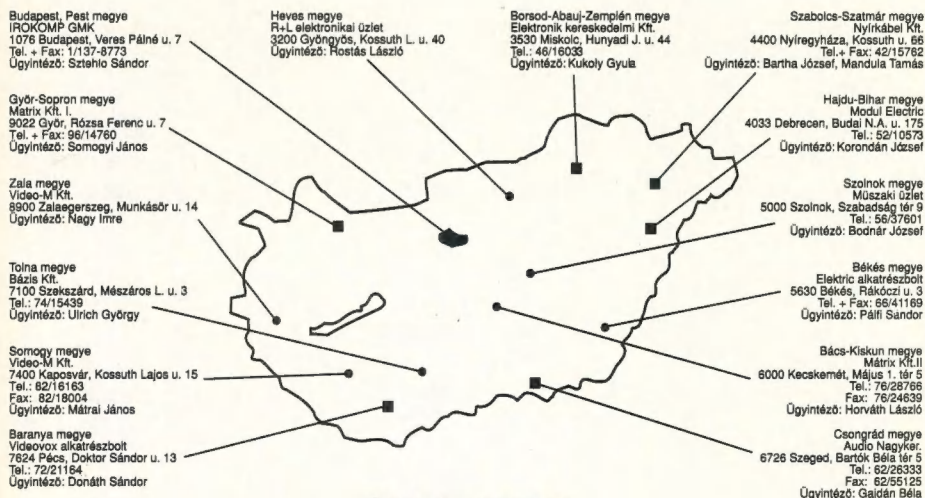 Budapest, Pest megye
IROKOMP GMK
1076 Budapest, Veres Pálné u. 7
Tel. + Fax: 1/137-8773
Ügyintéző: Sztehlo Sándor
Heves megye
R+L elektronikai üzlet
3200 Gyöngyös, Kossuth L. u. 40
Ügyintéző: Rostás László
Borsod-Abauj-Zemplén megye
Elektronik kereskedelmi Kft.
3530 Miskolc, Hunyadi J. u. 44
Tel.: 46/16033
Ügyintéző: Kukoly Gyula
Szabolcs-Szatmár megye
Nyírkábel Kft.
4400 Nyíregyháza, Kossuth u. 66
Tel.+ Fax: 42/15762
Ügyintéző: Bartha József, Mandula Tamás
Győr-Sopron megye
Matrix Kft. I.
9022 Győr, Rózsa Ferenc u. 7
Tel. + Fax: 96/14760
Ügyintéző: Somogyi János
Hajdu-Bihar megye
Modul Electric
4033 Debrecen, Budai N.A. u. 175
Tel.: 52/10573
Ügyintéző: Korondán József
Zala megye
Video-M Kft.
8900 Zalaegerszeg, Munkásőr u. 14
Ügyintéző: Nagy Imre
Szolnok megye
Műszaki üzlet
5000 Szolnok, Szabadság tér 9
Tel.: 56/37601
Ügyintéző: Bodnár József
Tolna megye
Bázis Kft.
7100 Szekszárd, Mészáros L. u. 3
Tel.: 74/15439
Ügyintéző: Ulrich György
Békés megye
Elektric alkatrészbolt
5630 Békés, Rákóczi u. 3
Tel. + Fax: 66/41169
Ügyintéző: Pálfi Sándor
Somogy megye
Video-M Kft.
7400 Kaposvár, Kossuth Lajos u. 15
Tel.: 82/16163
Fax: 82/18004
Ügyintéző: Mátrai János
Bács-Kiskun megye
Mátrix Kft.II
6000 Kecskemét, Május 1. tér 5
Tel.: 76/28766
Fax: 76/24639
Ügyintéző: Horváth László
Baranya megye
Videovox alkatrészbolt
7624 Pécs, Doktor Sándor u. 13
Tel.: 72/21164
Ügyintéző: Donáth Sándor
Csongrád megye
Audio Nagyker.
6726 Szeged, Bartók Béla tér 5
Tel.: 62/26333
Fax: 62/55125
Ügyintéző: Gajdán Béla